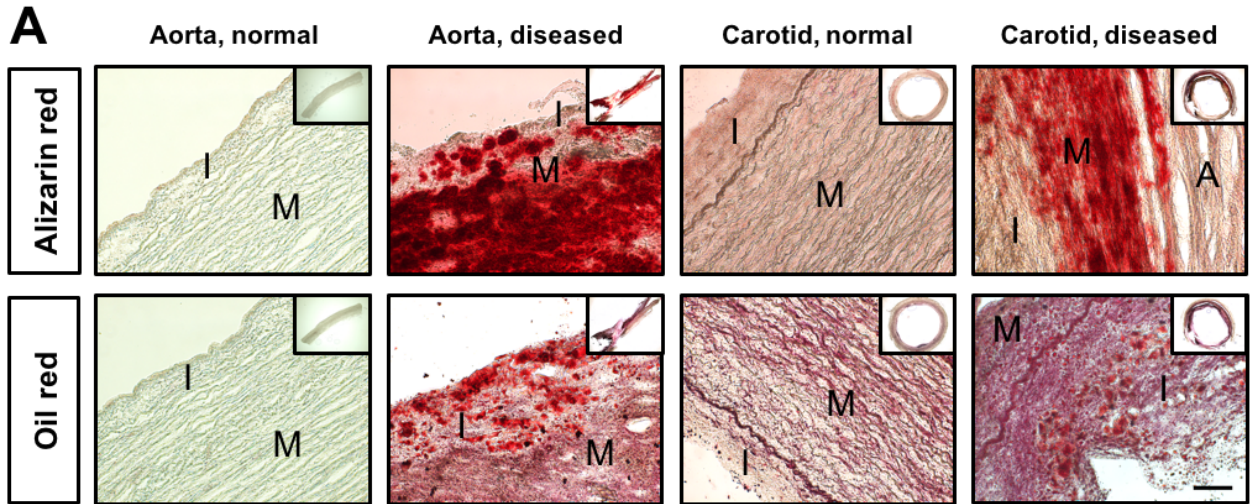 A
Aorta, normal Aorta, diseased Carotid, normal Carotid, diseased
Alizarin red
I M I M I M I M A
Oil red
I M I M I M M I